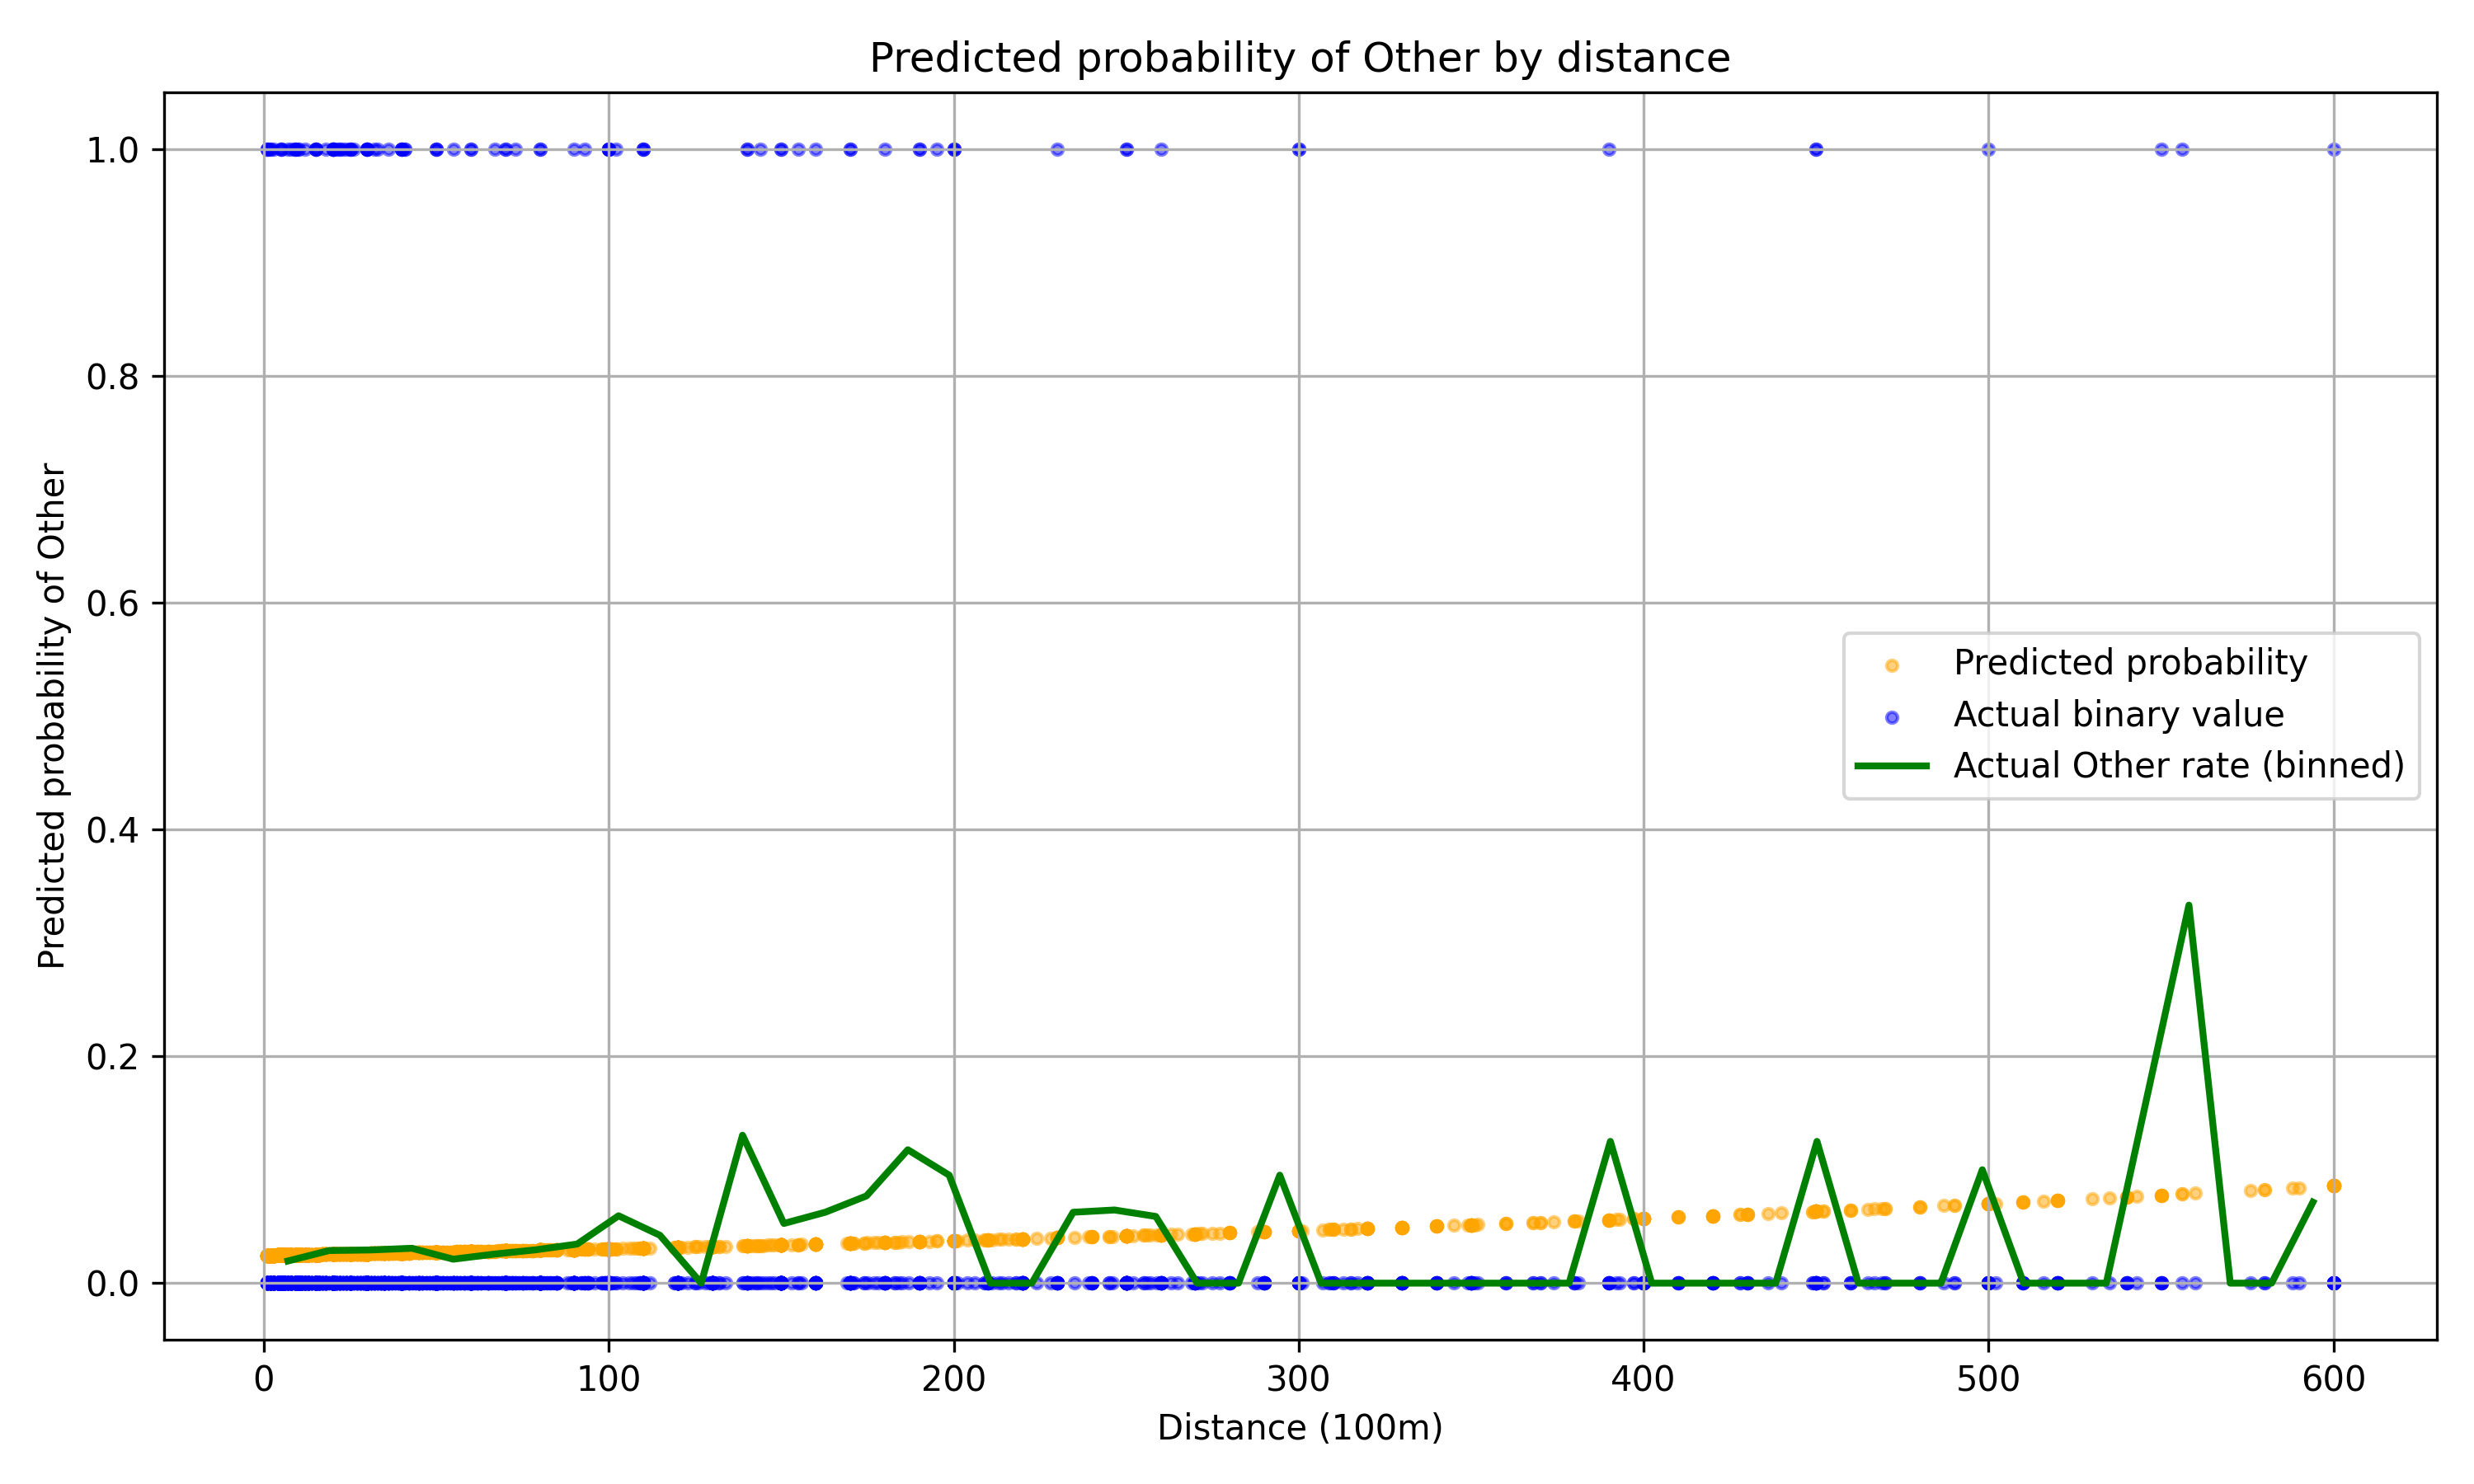 Predicted probability of Other by distance
1.0
0.8
0.6
0.4
0.2
0.0
Predicted probability of Other
Predicted probability
Actual binary value
Actual Other rate (binned)
0 100 200 300 400 500 600
Distance (100m)